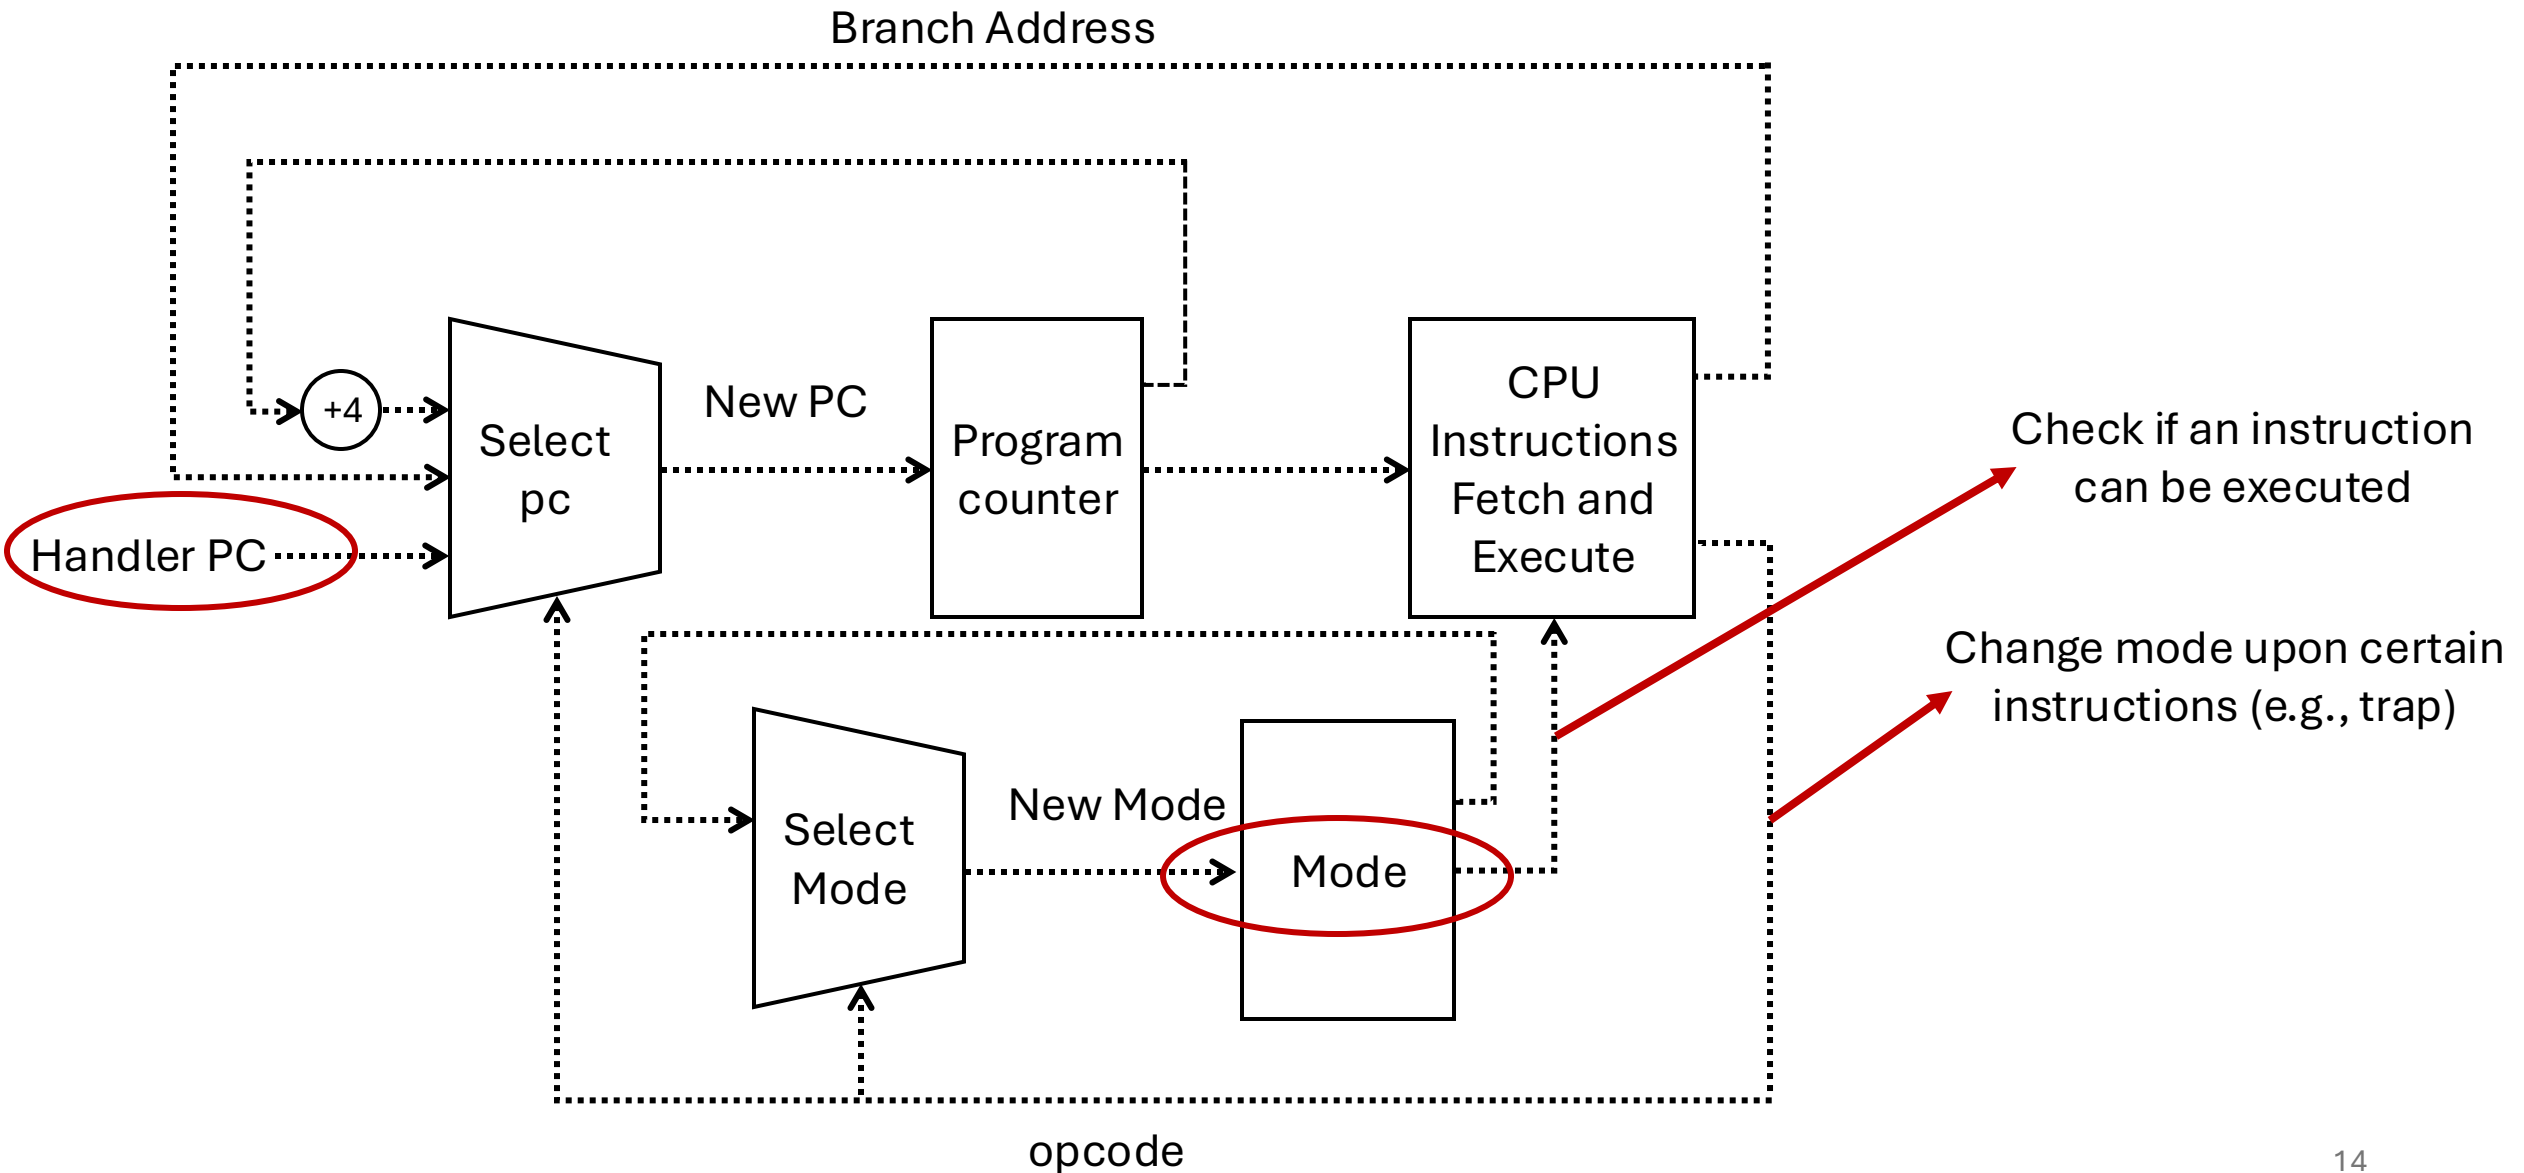 Branch Address
+4
Select
pc
New PC
Program
counter
CPU
Instructions
Fetch and
Execute
Handler PC
Check if an instruction
can be executed
Change mode upon certain
instructions (e.g., trap)
Select
Mode
New Mode
Mode
opcode
14